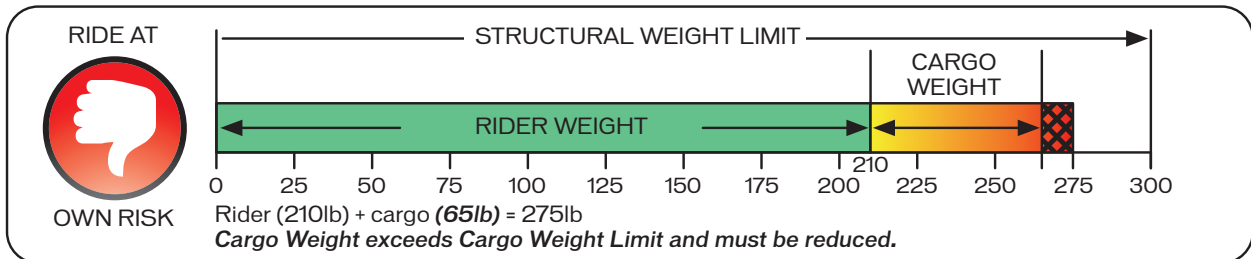 RIDE AT
OWN RISK
STRUCTURAL WEIGHT LIMIT
CARGO
WEIGHT
RIDER WEIGHT
210
0 25 50 75 100 125 150 175 200 225 250 275 300
Rider (210lb) + cargo (65lb) = 275lb
Cargo Weight exceeds Cargo Weight Limit and must be reduced.